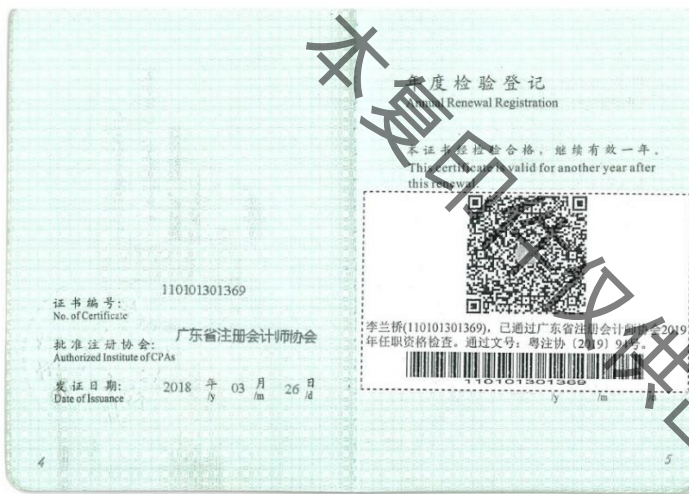 证书编号:
No. of Certificate
110101301369
批准注册协会:
Authorized Institute of CPAs
广东省注册会计师协会
发证日期:
Date of Issuance
2018 年 03 月 26 日
/y /m /d
4
年度检验登记
Annual Renewal Registration
本证书经检验合格，继续有效一年。
This certificate is valid for another year after
this renewal.
李兰桥(110101301369)，已通过广东省注册会计师协会2019
年任职资格检查。通过文号：粤注协〔2019〕94号。
110101301369
/y /m /d
5
本复印件仅供